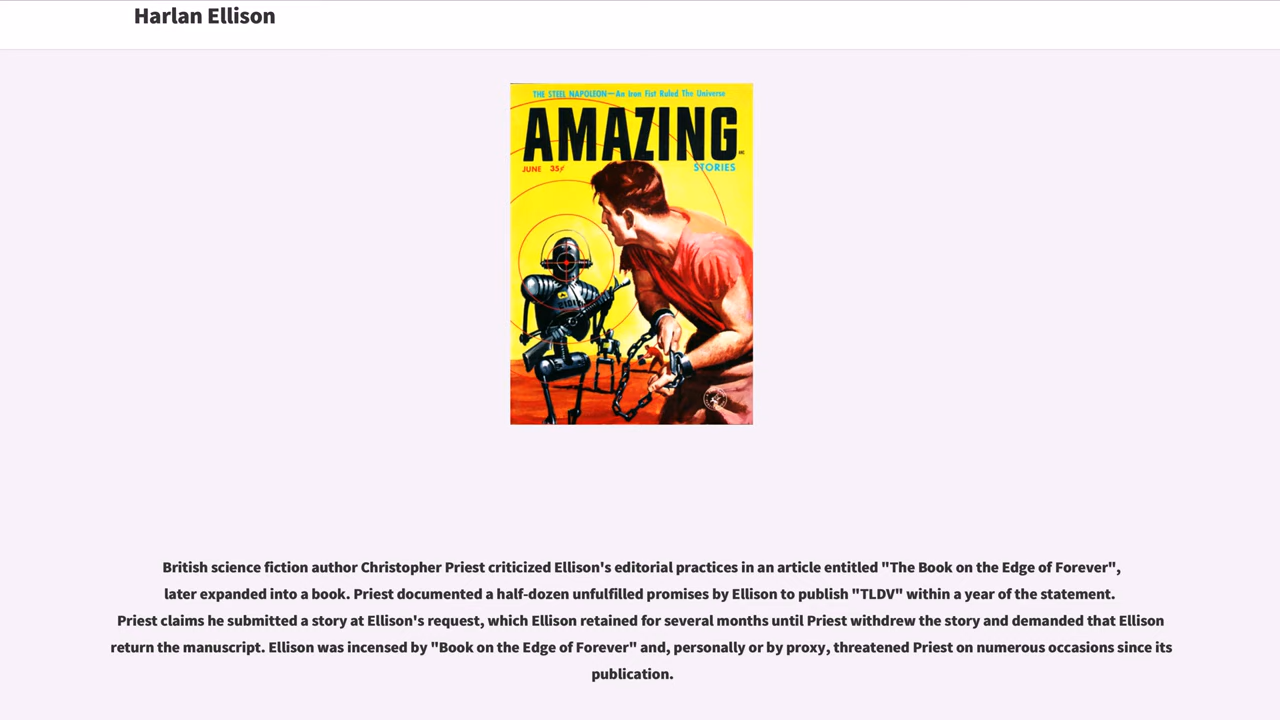 Harlan Ellison
THE STEEL NAPOLEON—An Iron Fist Ruled The Universe
AMAZING
JUNE 35¢
STORIES
2101
British science fiction author Christopher Priest criticized Ellison's editorial practices in an article entitled "The Book on the Edge of Forever",
later expanded into a book. Priest documented a half-dozen unfulfilled promises by Ellison to publish "TLDV" within a year of the statement.
Priest claims he submitted a story at Ellison's request, which Ellison retained for several months until Priest withdrew the story and demanded that Ellison
return the manuscript. Ellison was incensed by "Book on the Edge of Forever" and, personally or by proxy, threatened Priest on numerous occasions since its
publication.